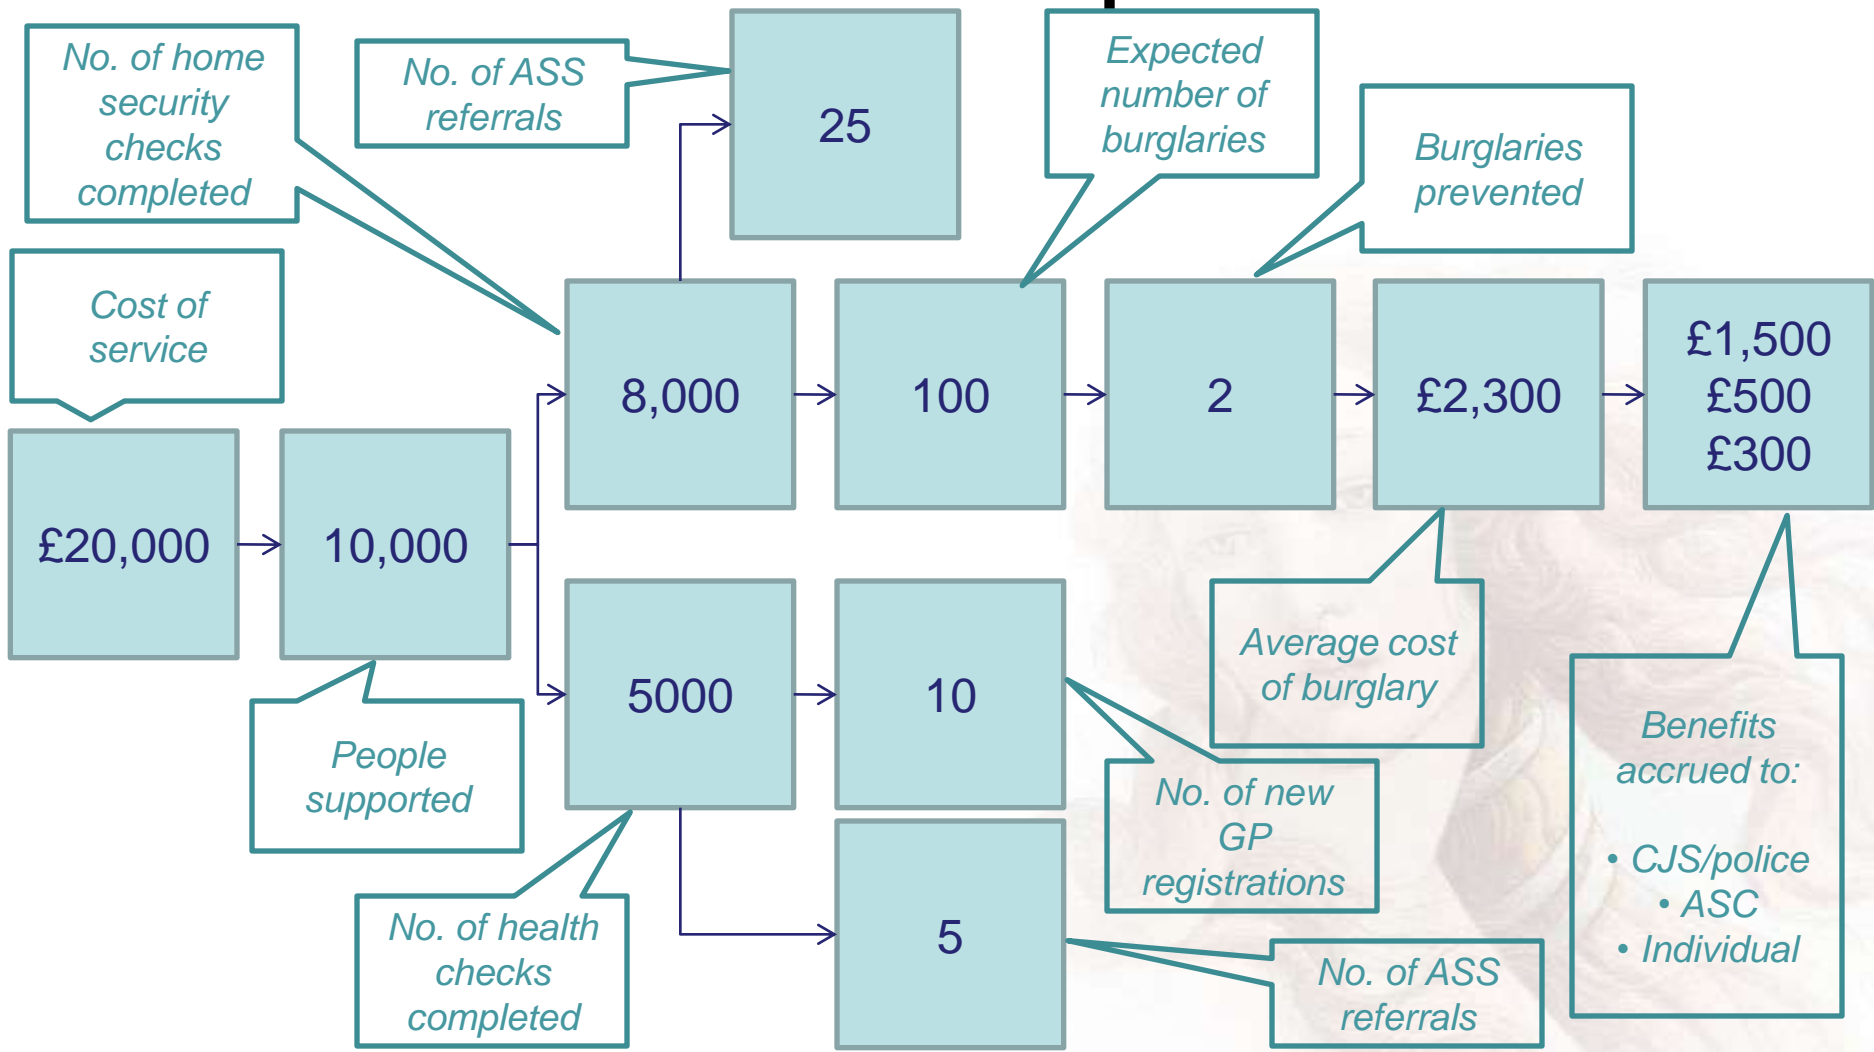 No. of home
security
checks
completed
No. of ASS
referrals
25
Expected
number of
burglaries
Burglaries
prevented
Cost of
service
8,000
100
2
£2,300
£1,500
£500
£300
£20,000
10,000
5000
10
Average cost
of burglary
People
supported
No. of new
GP
registrations
Benefits
accrued to:
• CJS/police
• ASC
• Individual
No. of health
checks
completed
5
No. of ASS
referrals